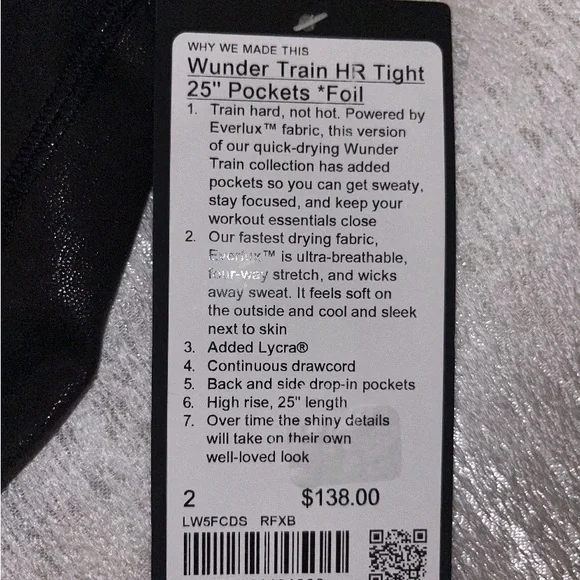 WHY WE MADE THIS
Wunder Train HR Tight
25" Pockets *Foil
1. Train hard, not hot. Powered by
Everlux™ fabric, this version
of our quick-drying Wunder
Train collection has added
pockets so you can get sweaty,
stay focused, and keep your
workout essentials close
2. Our fastest drying fabric,
Everlux™ is ultra-breathable,
four-way stretch, and wicks
away sweat. It feels soft on
the outside and cool and sleek
next to skin
3. Added Lycra®
4. Continuous drawcord
5. Back and side drop-in pockets
6. High rise, 25" length
7. Over time the shiny details
will take on their own
well-loved look
2 $138.00
LW5FCDS RFXB